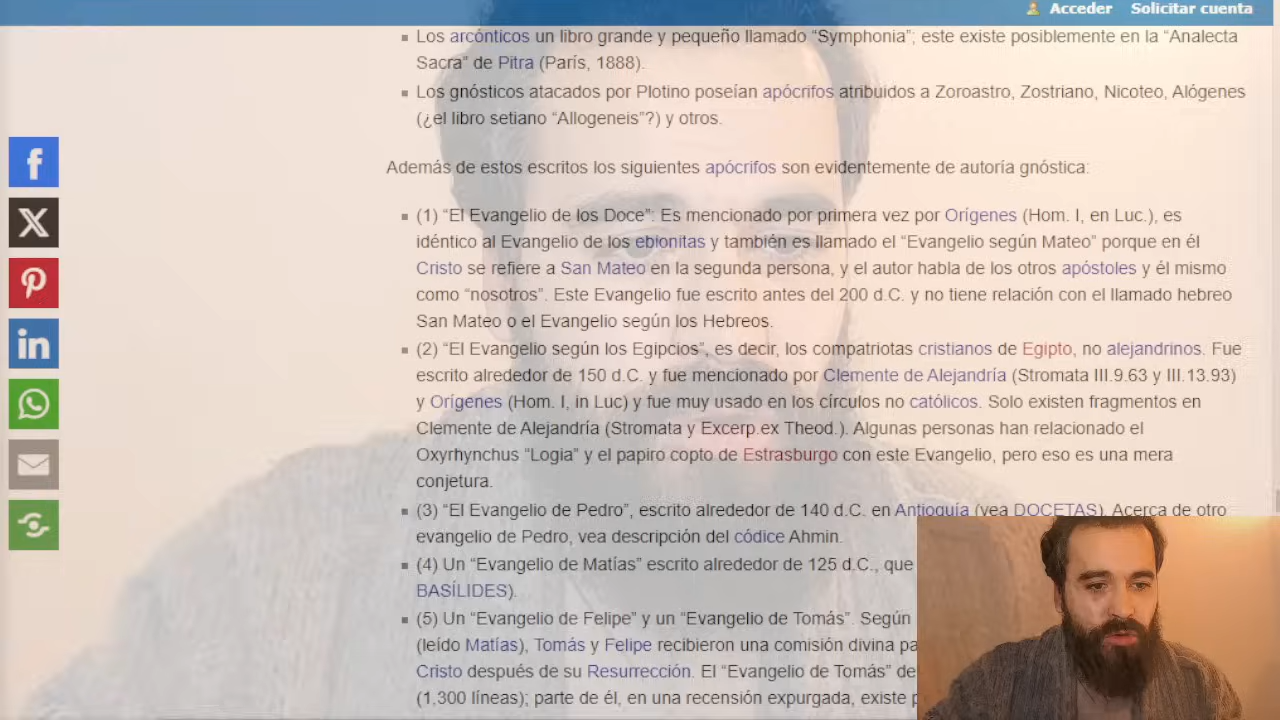 Acceder Solicitar cuenta
Los arcónticos un libro grande y pequeño llamado “Symphonia”; este existe posiblemente en la “Analecta
Sacra” de Pitra (París, 1888).
Los gnósticos atacados por Plotino poseían apócrifos atribuidos a Zoroastro, Zostriano, Nicoteo, Alógenes
(¿el libro setiano “Allogeneis”?) y otros.
Además de estos escritos los siguientes apócrifos son evidentemente de autoría gnóstica:
(1) “El Evangelio de los Doce”: Es mencionado por primera vez por Orígenes (Hom. I, en Luc.), es
idéntico al Evangelio de los ebionitas y también es llamado el “Evangelio según Mateo” porque en él
Cristo se refiere a San Mateo en la segunda persona, y el autor habla de los otros apóstoles y él mismo
como “nosotros”. Este Evangelio fue escrito antes del 200 d.C. y no tiene relación con el llamado hebreo
San Mateo o el Evangelio según los Hebreos.
(2) “El Evangelio según los Egipcios”, es decir, los compatriotas cristianos de Egipto, no alejandrinos. Fue
escrito alrededor de 150 d.C. y fue mencionado por Clemente de Alejandría (Stromata III.9.63 y III.13.93)
y Orígenes (Hom. I, in Luc) y fue muy usado en los círculos no católicos. Solo existen fragmentos en
Clemente de Alejandría (Stromata y Excerp.ex Theod.). Algunas personas han relacionado el
Oxyrhynchus “Logia” y el papiro copto de Estrasburgo con este Evangelio, pero eso es una mera
conjetura.
(3) “El Evangelio de Pedro”, escrito alrededor de 140 d.C. en Antioquía (vea DOCETAS). Acerca de otro
evangelio de Pedro, vea descripción del códice Ahmin.
(4) Un “Evangelio de Matías” escrito alrededor de 125 d.C., que
BASÍLIDES).
(5) Un “Evangelio de Felipe” y un “Evangelio de Tomás”. Según
(leído Matías), Tomás y Felipe recibieron una comisión divina pa
Cristo después de su Resurrección. El “Evangelio de Tomás” de
(1,300 líneas); parte de él, en una recensión expurgada, existe p